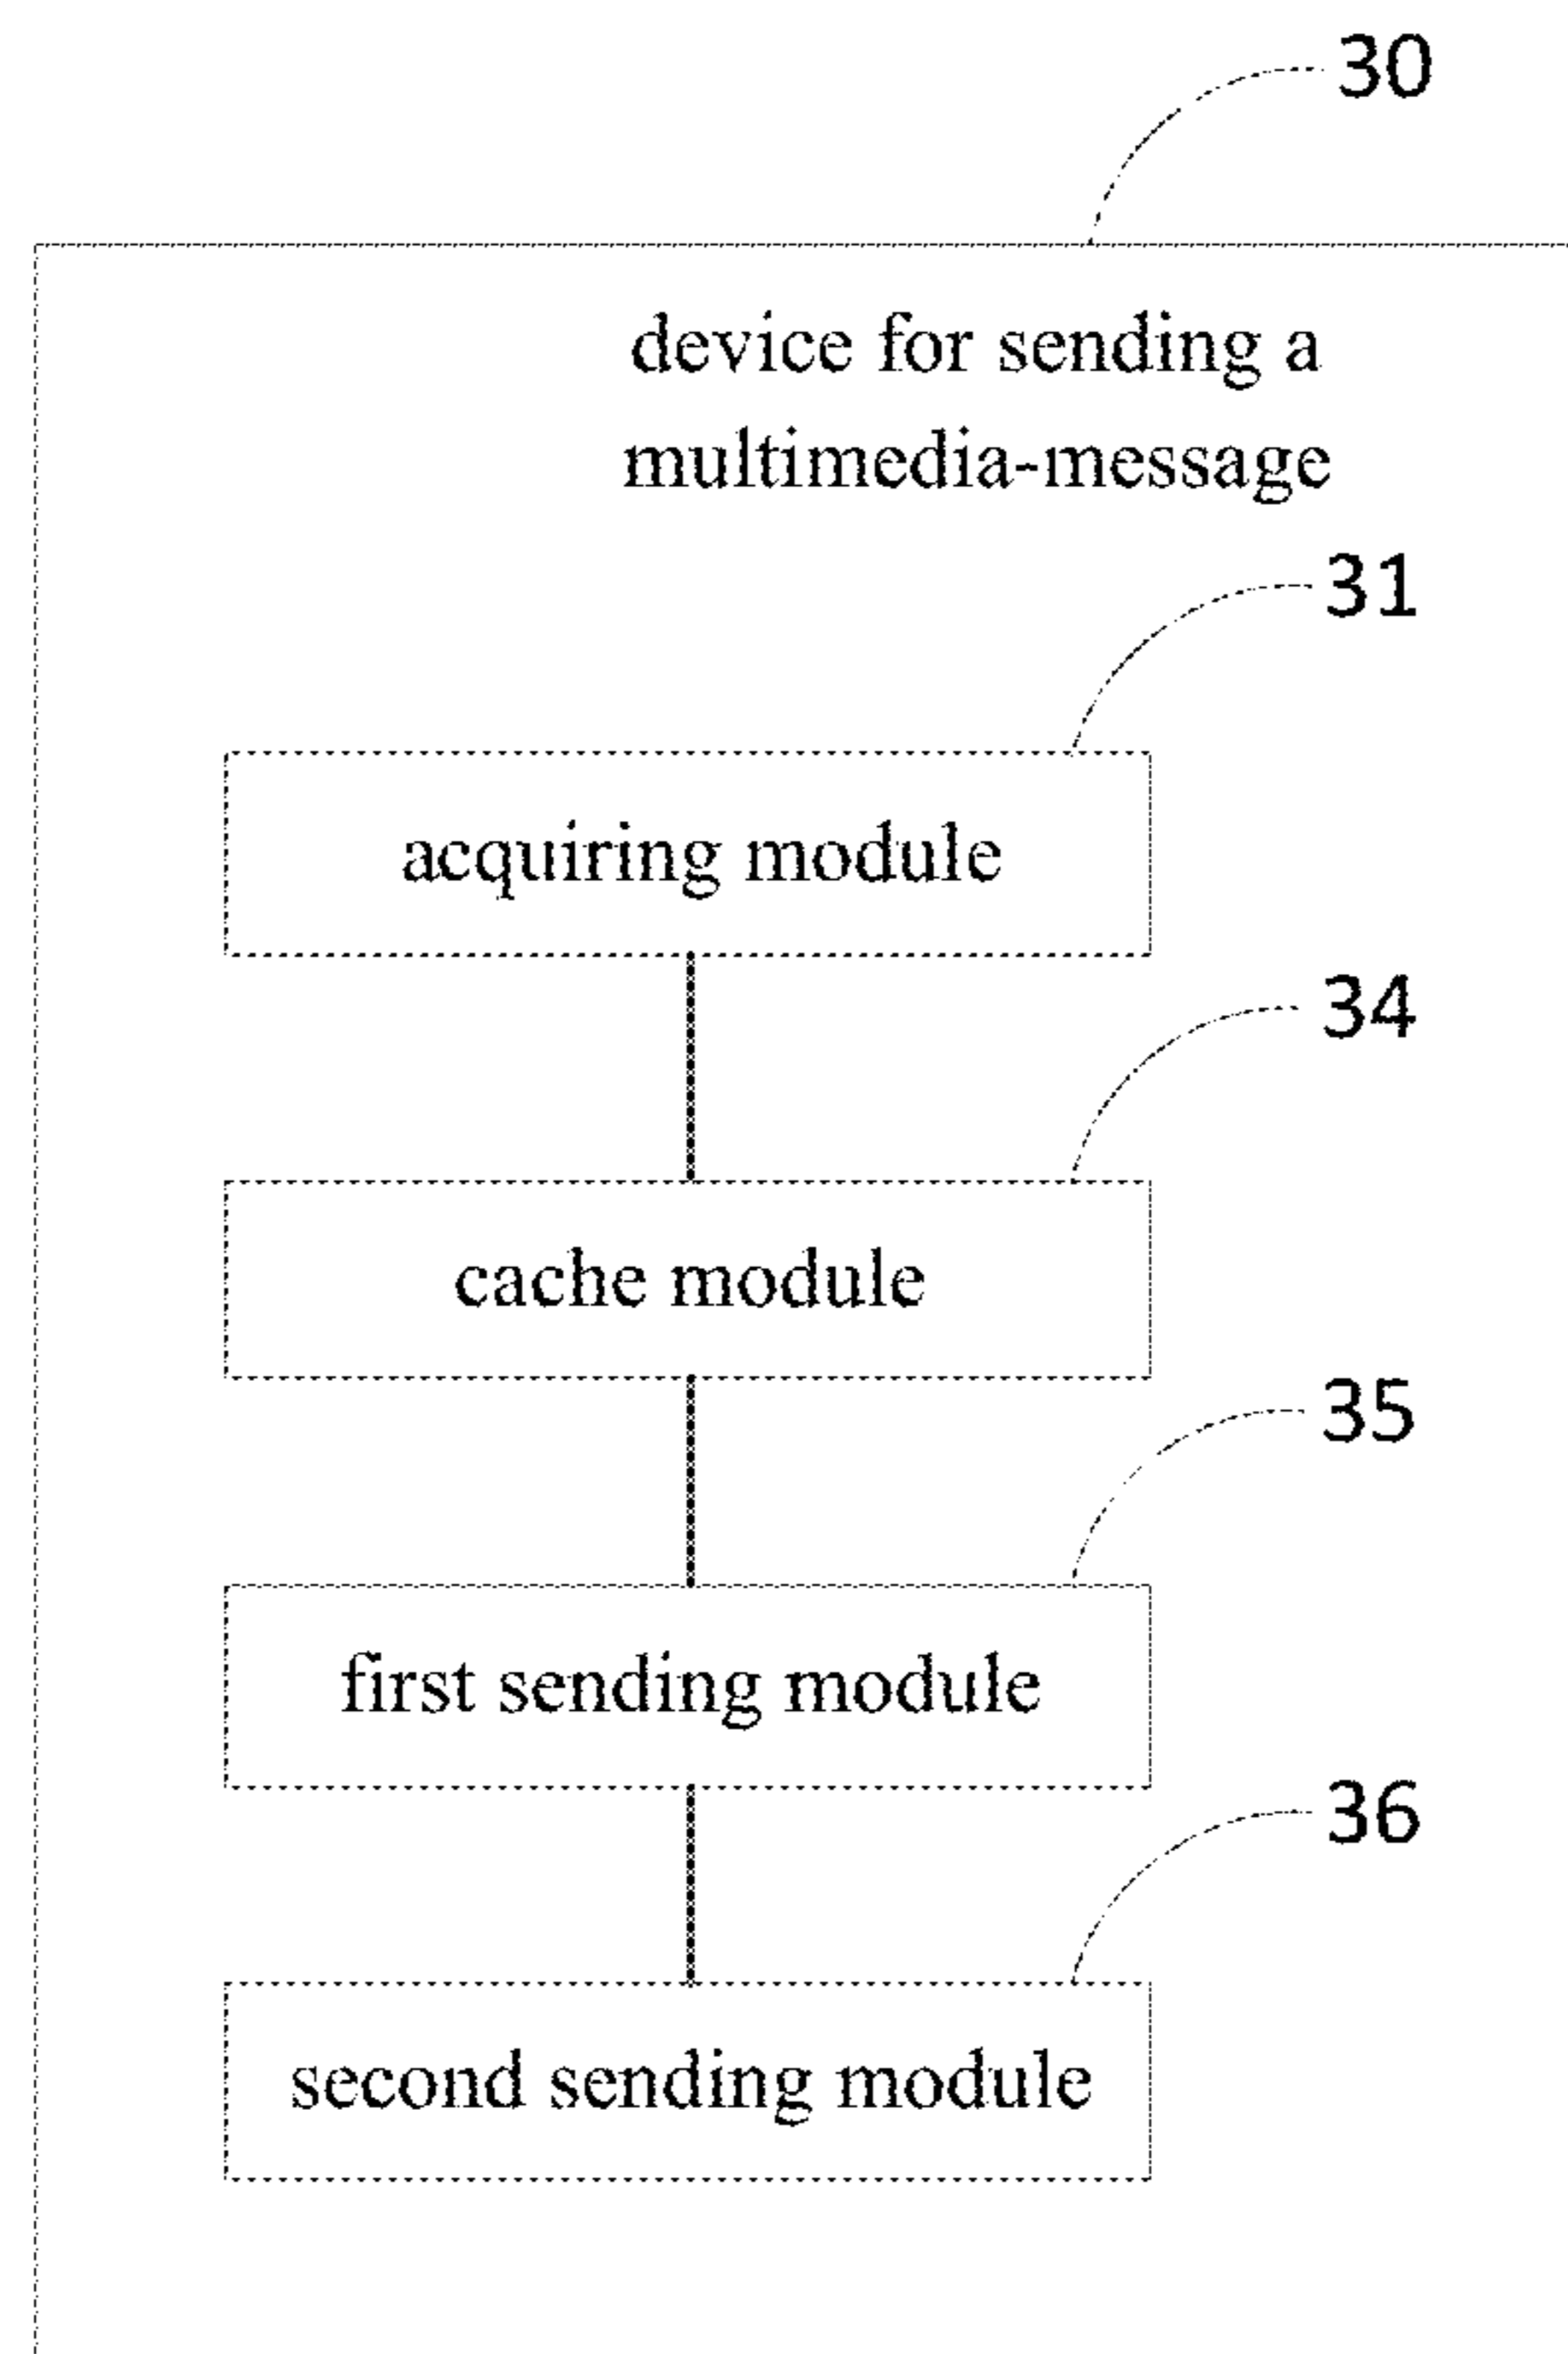 30
device for sending a
multimedia-message
31
acquiring module
34
cache module
35
first sending module
36
second sending module